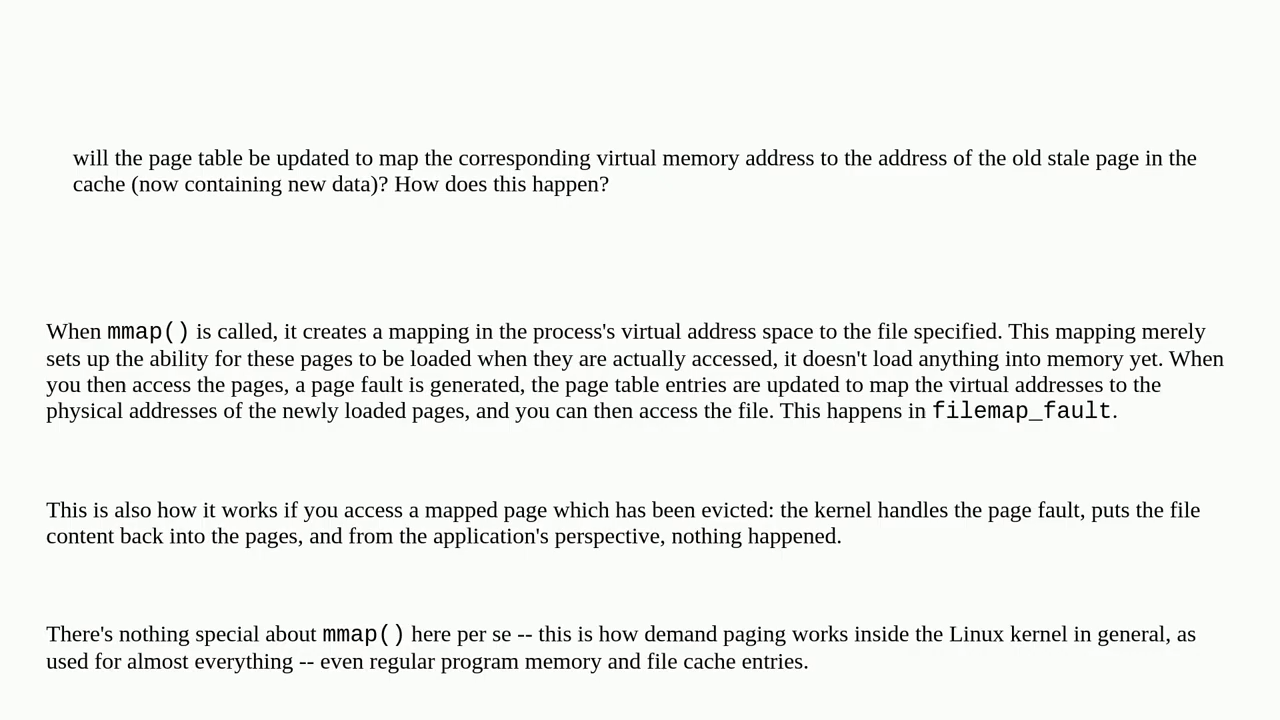 will the page table be updated to map the corresponding virtual memory address to the address of the old stale page in the
cache (now containing new data)? How does this happen?
When mmap() is called, it creates a mapping in the process's virtual address space to the file specified. This mapping merely
sets up the ability for these pages to be loaded when they are actually accessed, it doesn't load anything into memory yet. When
you then access the pages, a page fault is generated, the page table entries are updated to map the virtual addresses to the
physical addresses of the newly loaded pages, and you can then access the file. This happens in filemap_fault.
This is also how it works if you access a mapped page which has been evicted: the kernel handles the page fault, puts the file
content back into the pages, and from the application's perspective, nothing happened.
There's nothing special about mmap() here per se -- this is how demand paging works inside the Linux kernel in general, as
used for almost everything -- even regular program memory and file cache entries.